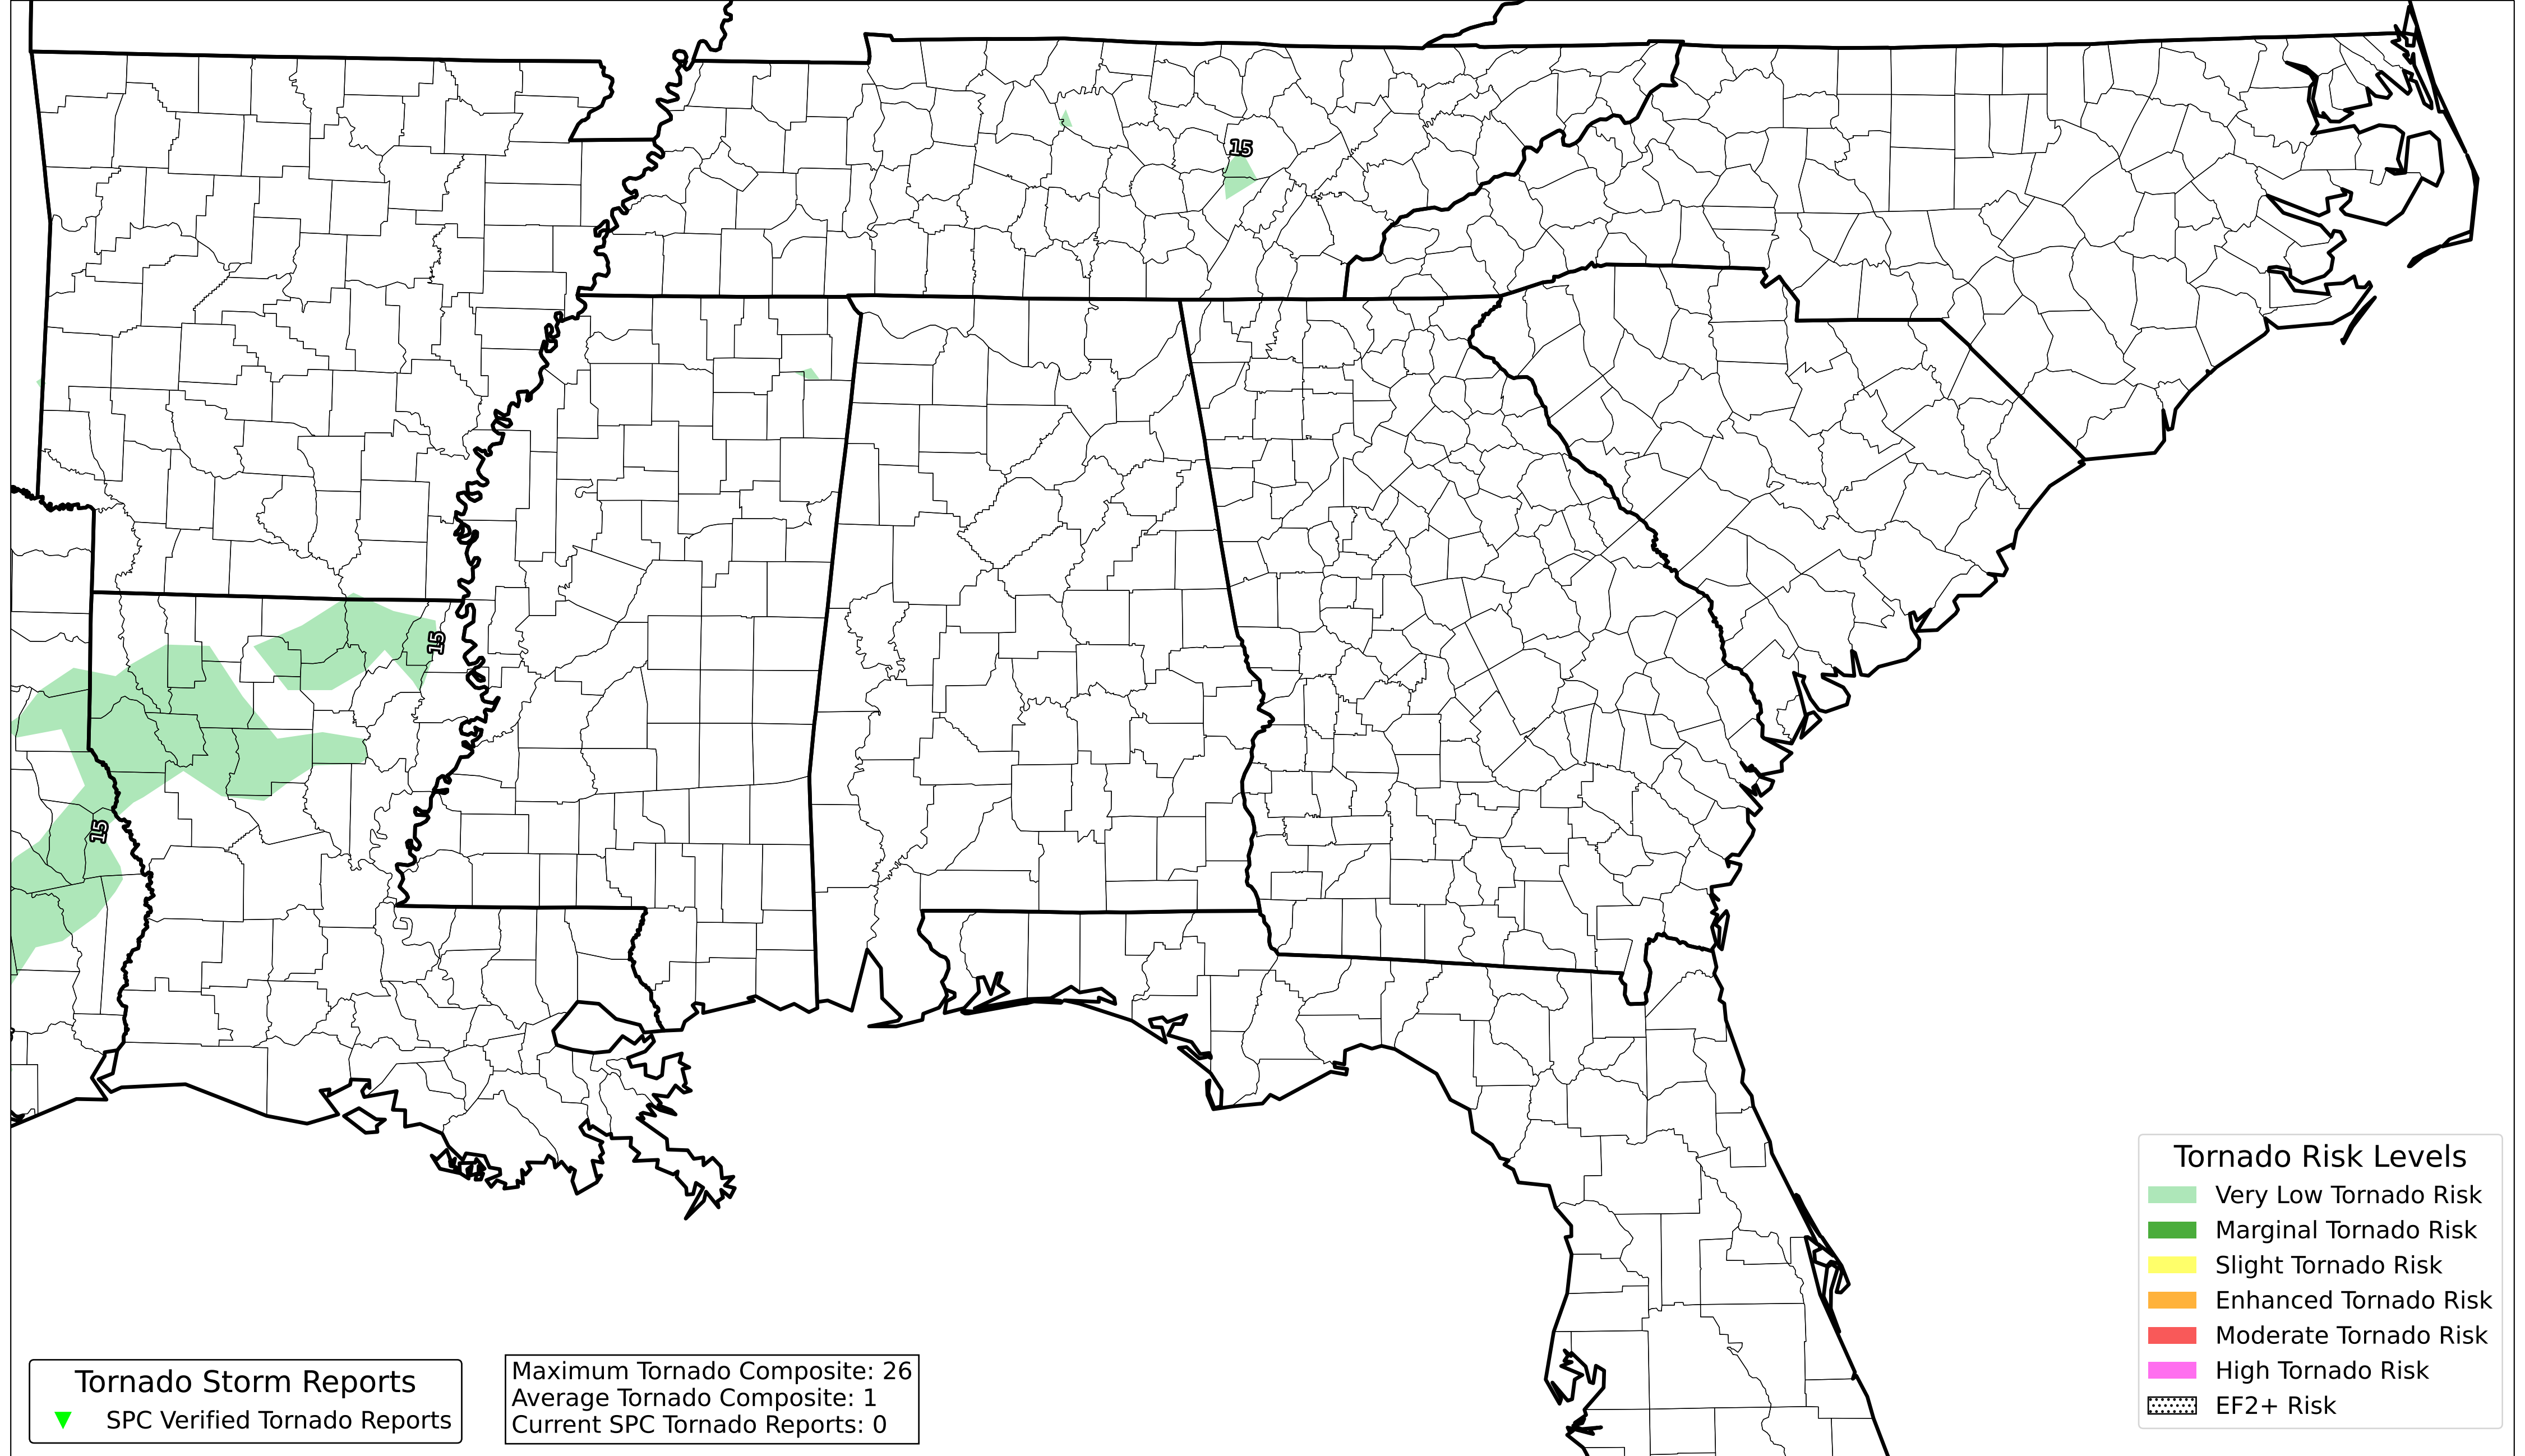 15
15
15
Tornado Risk Levels
Very Low Tornado Risk
Marginal Tornado Risk
Slight Tornado Risk
Enhanced Tornado Risk
Moderate Tornado Risk
High Tornado Risk
EF2+ Risk
Tornado Storm Reports
SPC Verified Tornado Reports
Maximum Tornado Composite: 26
Average Tornado Composite: 1
Current SPC Tornado Reports: 0